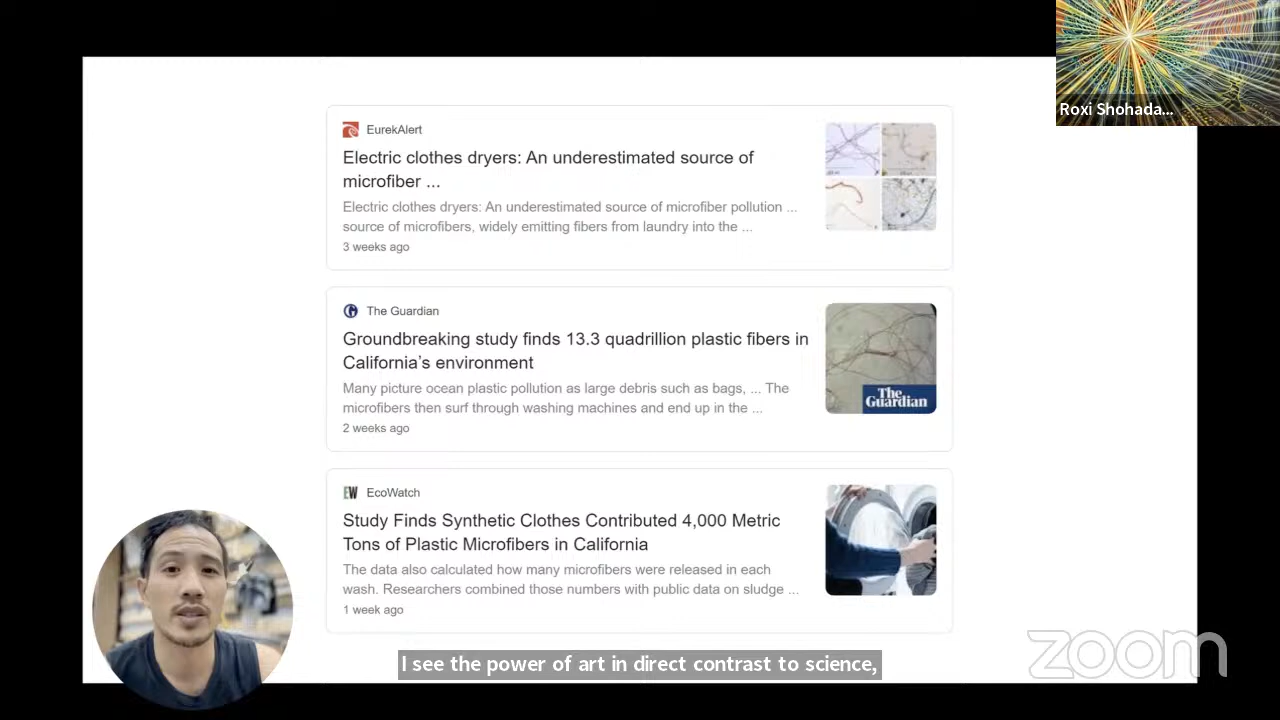 Roxi Shohada...
EurekAlert
Electric clothes dryers: An underestimated source of
microfiber ...
Electric clothes dryers: An underestimated source of microfiber pollution ...
source of microfibers, widely emitting fibers from laundry into the ...
3 weeks ago
The Guardian
Groundbreaking study finds 13.3 quadrillion plastic fibers in
California's environment
Many picture ocean plastic pollution as large debris such as bags, ... The
microfibers then surf through washing machines and end up in the ...
2 weeks ago
The
Guardian
EW EcoWatch
Study Finds Synthetic Clothes Contributed 4,000 Metric
Tons of Plastic Microfibers in California
The data also calculated how many microfibers were released in each
wash. Researchers combined those numbers with public data on sludge ...
1 week ago
I see the power of art in direct contrast to science,
zoom